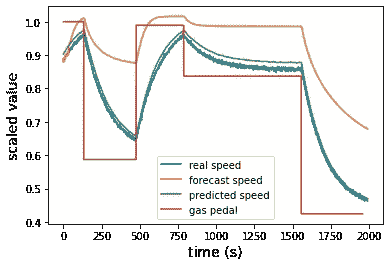 scaled value
1.0
0.9
0.8
0.7
0.6
0.5
0.4
real speed
forecast speed
predicted speed
gas pedal
0 250 500 750 1000 1250 1500 1750 2000
time (s)